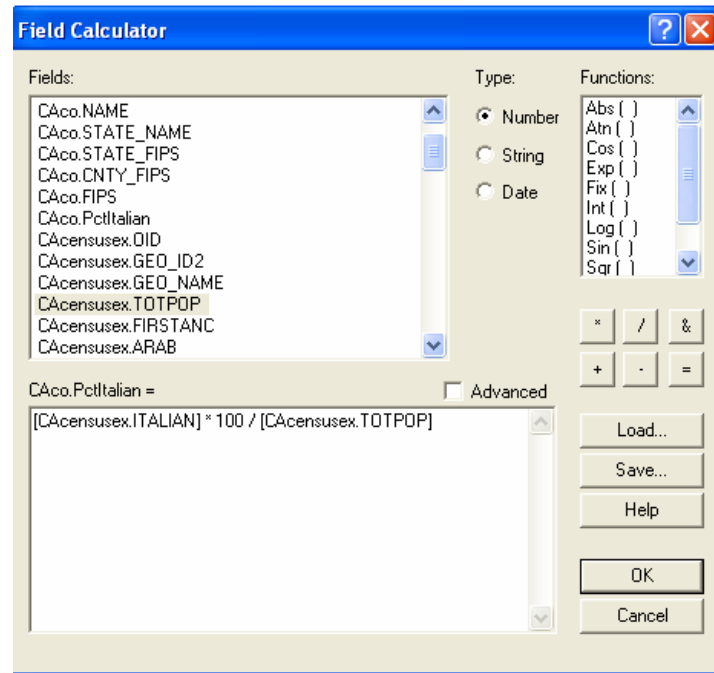 Field Calculator
Fields:
CAco.NAME
CAco.STATE_NAME
CAco.STATE_FIPS
CAco.CNTY_FIPS
CAco.FIPS
CAco.PctItalian
CAcensusex.OID
CAcensusex.GEO_ID2
CAcensusex.GEO_NAME
CAcensusex.TOTPOP
CAcensusex.FIRSTANC
CAcensusex.ARAB
Type:
Number
String
Date
Functions:
Abs ( )
Atn ( )
Cos ( )
Exp ( )
Fix ( )
Int ( )
Log ( )
Sin ( )
Sqr ( )
* / &
+ - =
CAco.PctItalian =
Advanced
[CAcensusex.ITALIAN] * 100 / [CAcensusex.TOTPOP]
Load...
Save...
Help
OK
Cancel